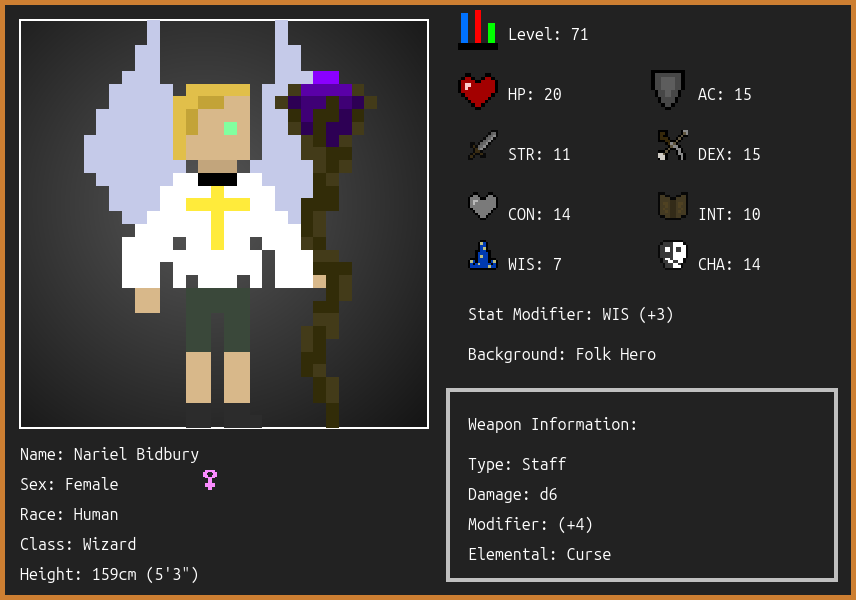 Level: 71
HP: 20
AC: 15
STR: 11
DEX: 15
CON: 14
INT: 10
WIS: 7
CHA: 14
Stat Modifier: WIS (+3)
Background: Folk Hero
Weapon Information:
Type: Staff
Damage: d6
Modifier: (+4)
Elemental: Curse
Name: Nariel Bidbury
Sex: Female
Race: Human
Class: Wizard
Height: 159cm (5'3")